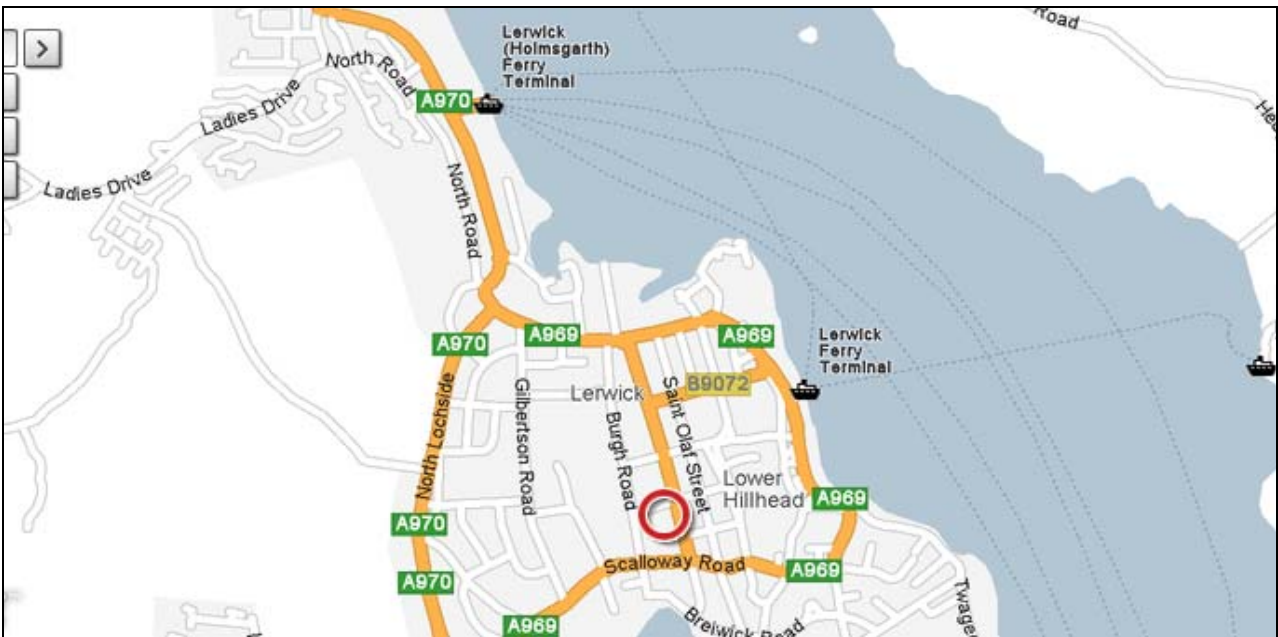 Road
>
Lerwick
(Holmsgarth)
Ferry
Terminal
North Road
A970
Ladies Drive
Ladies Drive
North Road
A970
A969
A969
Lerwick
Ferry
Terminal
B9072
Lerwick
North Lochside
Gilbertson Road
Burgh Road
Saint Olaf Street
Lower
Hillhead
A969
A970
Scalloway Road
A969
A970
A969
Breiwick Road